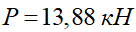 P = 13,88 кН